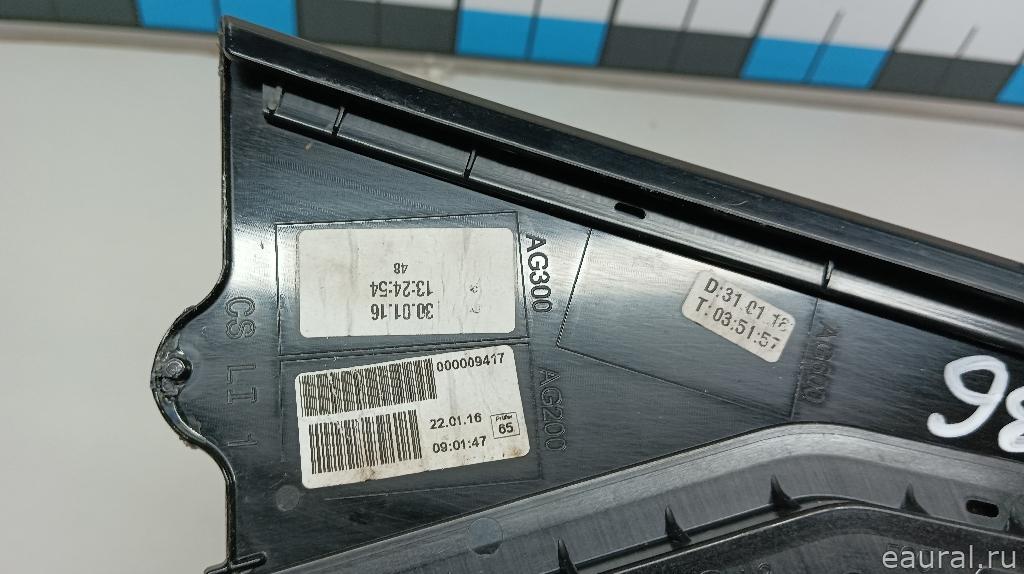 AG300
30.01.16
13:24:54
48
D:31.01.16
T:03:51:57
CS LI 1
000009417
22.01.16
09:01:47
Prüfer
65
AG200
eaural.ru